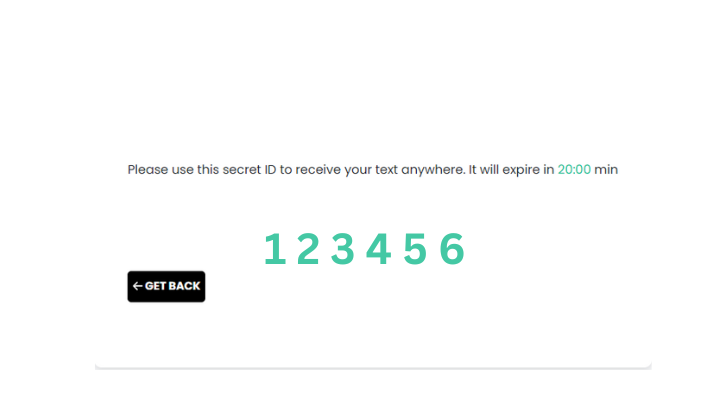 Please use this secret ID to receive your text anywhere. It will expire in 20:00 min
1 2 3 4 5 6
← GET BACK